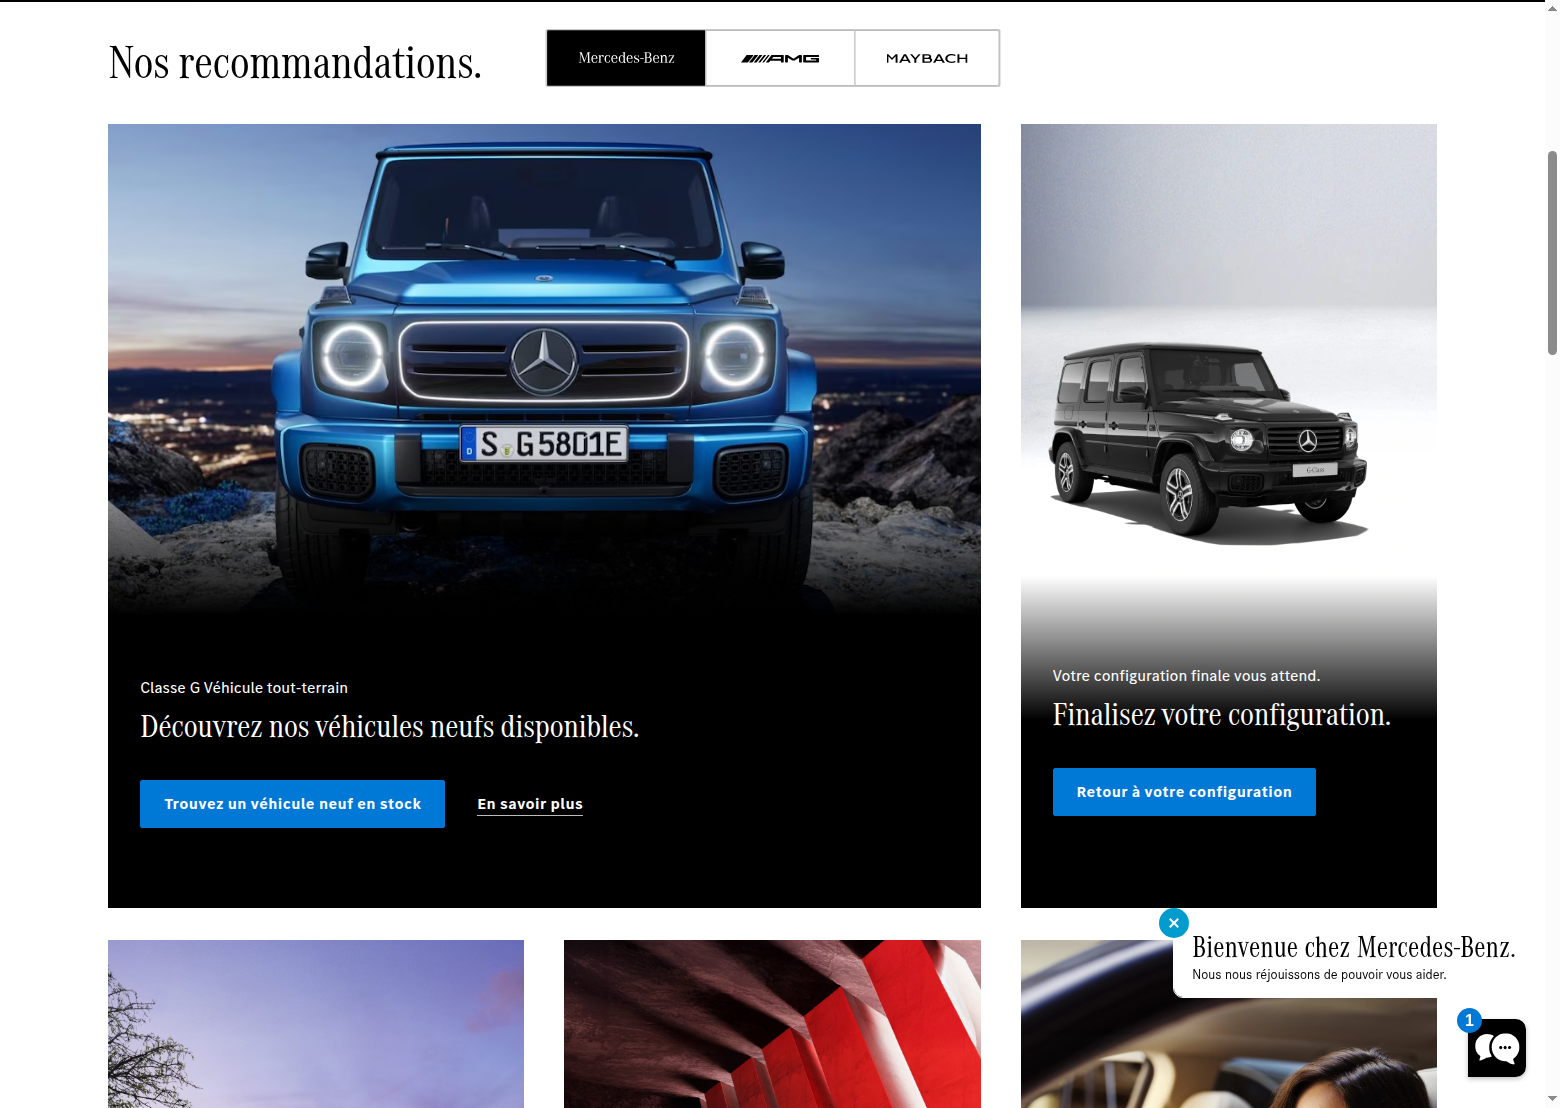 Nos recommandations.
Mercedes-Benz
AMG
MAYBACH
S G 5801E
D
G-Class
Classe G Véhicule tout-terrain
Découvrez nos véhicules neufs disponibles.
Trouvez un véhicule neuf en stock
En savoir plus
Votre configuration finale vous attend.
Finalisez votre configuration.
Retour à votre configuration
Bienvenue chez Mercedes-Benz.
Nous nous réjouissons de pouvoir vous aider.
1